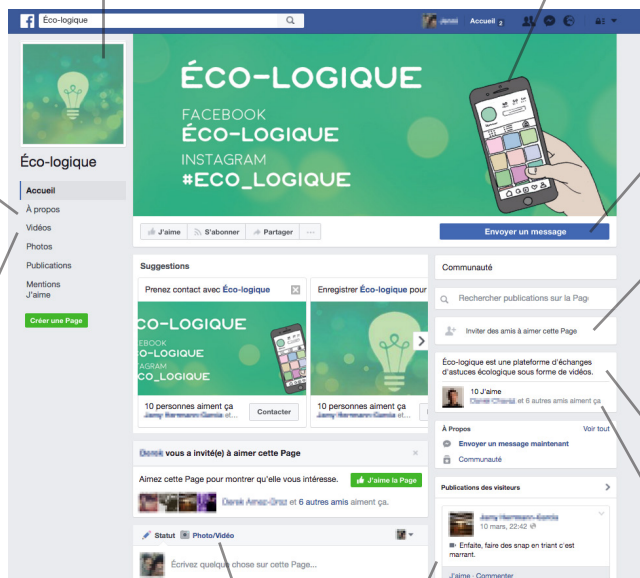 Éco-logique
Accueil 2
ÉCO-LOGIQUE
FACEBOOK
ÉCO-LOGIQUE
INSTAGRAM
#ECO_LOGIQUE
Éco-logique
Accueil
À propos
Vidéos
Photos
Publications
Mentions
J'aime
Créer une Page
J'aime
S'abonner
Partager
...
Envoyer un message
Suggestions
Prenez contact avec Éco-logique
CO-LOGIQUE
EBOOK
O-LOGIQUE
AGRAM
CO_LOGIQUE
10 personnes aiment ça
et...
Contacter
Enregistrer Éco-logique pour
10 personnes aiment ça
et
vous a invité(e) à aimer cette Page
Aimez cette Page pour montrer qu'elle vous intéresse.
J'aime la Page
et 6 autres amis aiment ça.
Statut
Photo/Vidéo
Écrivez quelque chose sur cette Page...
Communauté
Rechercher publications sur la Page
Inviter des amis à aimer cette Page
Éco-logique est une plateforme d'échanges
d'astuces écologique sous forme de vidéos.
10 J'aime
et 6 autres amis aiment ça
À Propos
Voir tout
Envoyer un message maintenant
Communauté
Publications des visiteurs
10 mars, 22:42
Enfaite, faire des snap en triant c'est
marrant.
J'aime · Commenter